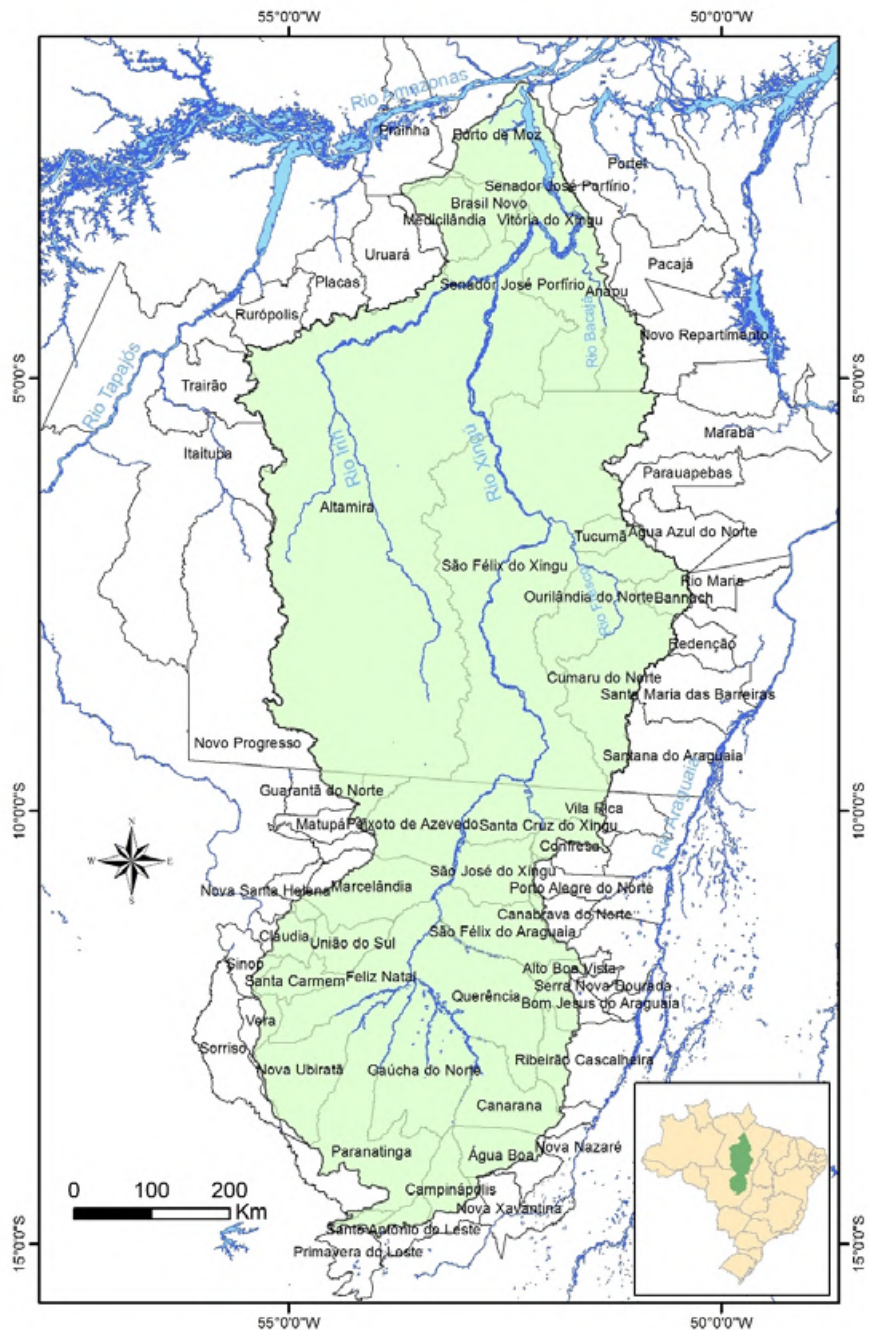 55°0'0"W
50°0'0"W
Rio Amazonas
Prainha
Porto de Moz
Portel
Senador José Porfírio
Brasil Novo
Medicilândia
Vitória do Xingu
Uruará
Pacajá
Placas
Senador José Porfírio
Anapu
Rurópolis
Rio Bacajá
Novo Repartimento
5°0'0"S
5°0'0"S
Rio Tapajós
Trairão
Marabá
Itaituba
Rio Iriri
Rio Xingú
Parauapebas
Altamira
Tucumã
Água Azul do Norte
São Félix do Xingu
Rio Maria
Ourilândia do Norte
Bannach
Rio Fresco
Redenção
Cumaru do Norte
Santa Maria das Barreiras
Novo Progresso
Santana do Araguaia
Guarantã do Norte
Vila Rica
Rio Araguaia
10°0'0"S
10°0'0"S
Matupá
Peixoto de Azevedo
Santa Cruz do Xingu
Confresa
N
W
E
S
São José do Xingu
Nova Santa Helena
Marcelândia
Porto Alegre do Norte
Canabrava do Norte
Cláudia
União do Sul
São Félix do Araguaia
Sinop
Santa Carmem
Feliz Natal
Alto Boa Vista
Querência
Serra Nova Dourada
Bom Jesus do Araguaia
Vera
Sorriso
Nova Ubiratã
Gaúcha do Norte
Ribeirão Cascalheira
Canarana
Paranatinga
Água Boa
Nova Nazaré
0
100
200
Km
Campinápolis
Nova Xavantina
Santo Antônio do Leste
Primavera do Leste
15°0'0"S
15°0'0"S
55°0'0"W
50°0'0"W